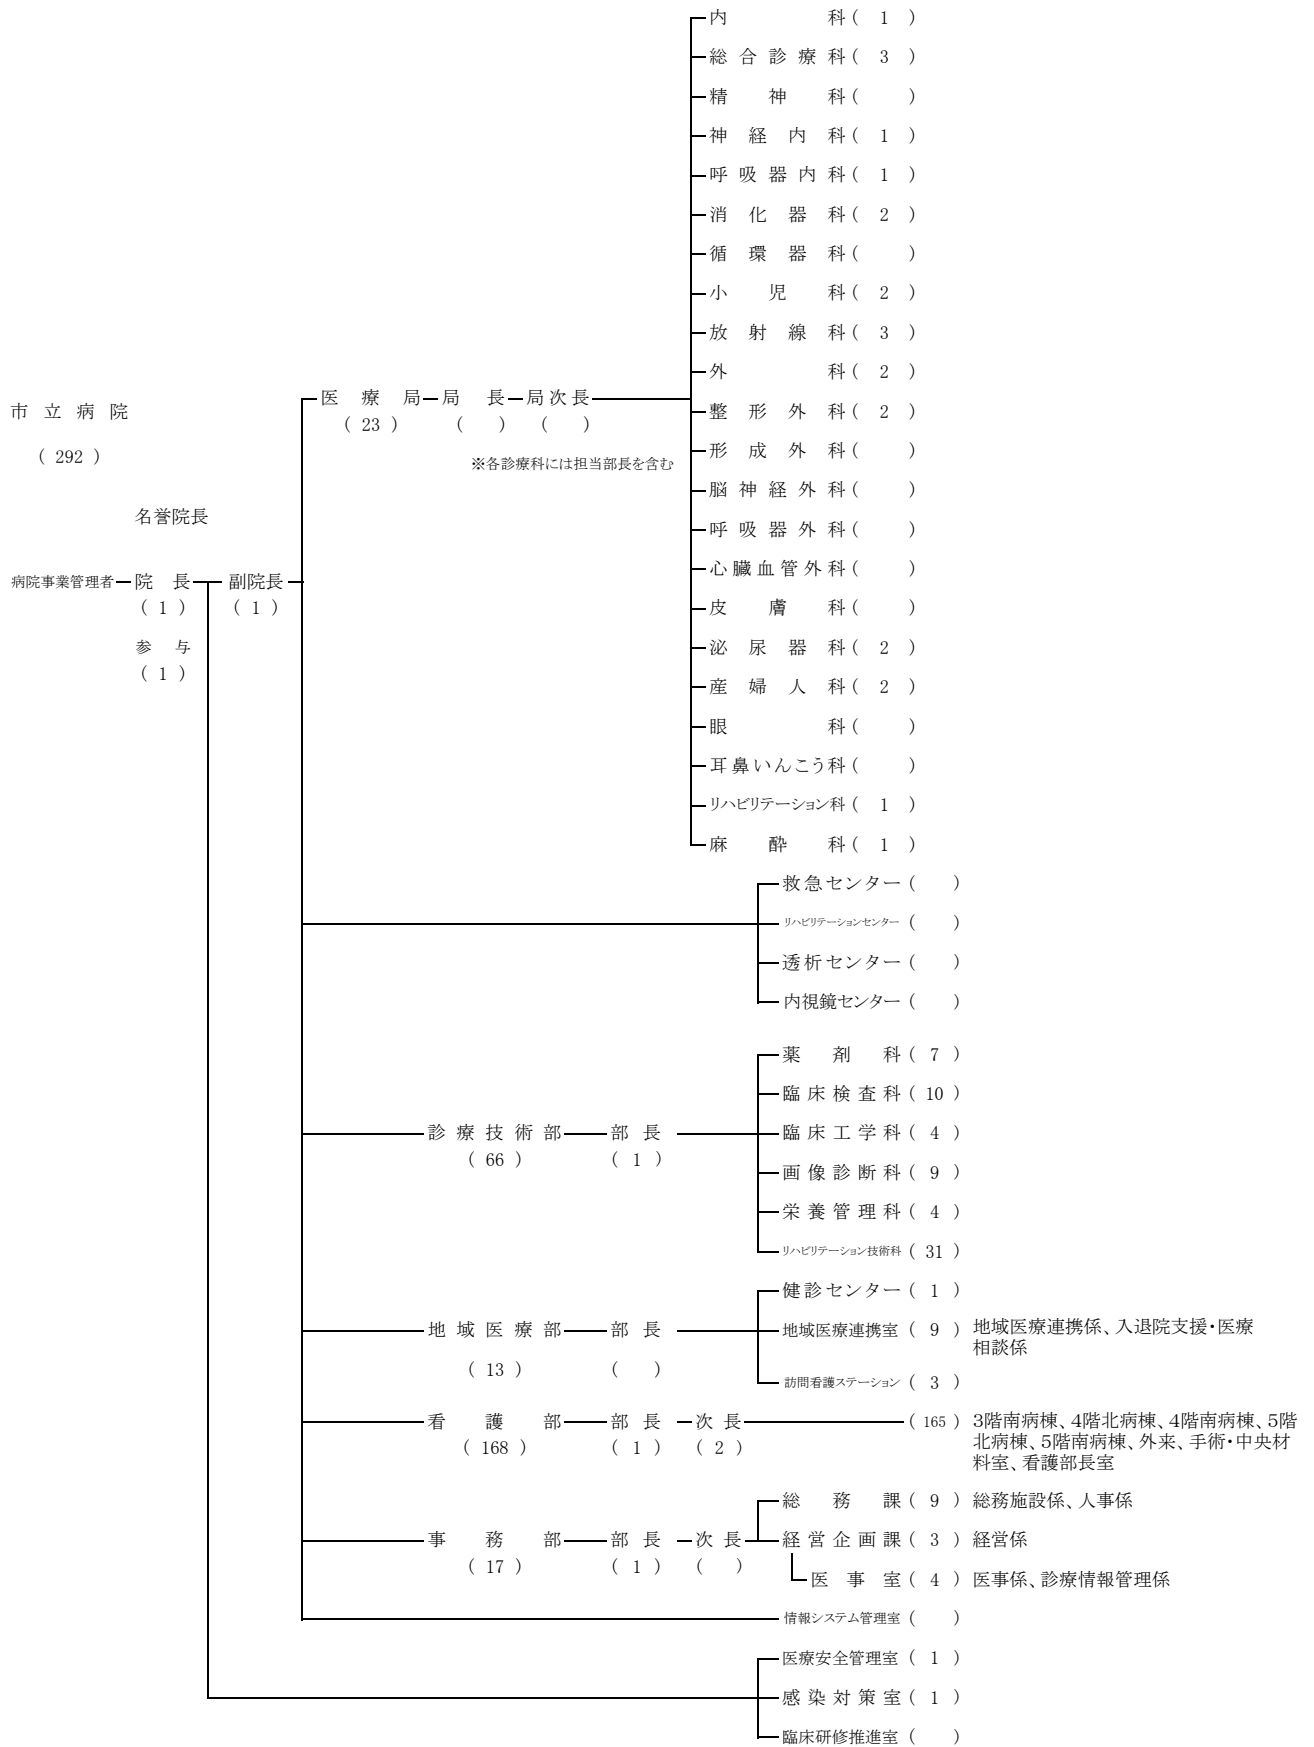 内科( 1 )
総合診療科( 3 )
精神科( )
神経内科( 1 )
呼吸器内科( 1 )
消化器科( 2 )
循環器科( )
小児科( 2 )
放射線科( 3 )
外科( 2 )
医療局 局長 局次長
( 23 ) ( ) ( )
市立病院
( 292 )
整形外科( 2 )
形成外科( )
※各診療科には担当部長を含む
脳神経外科( )
名誉院長
呼吸器外科( )
心臓血管外科( )
病院事業管理者 院長 副院長
( 1 ) ( 1 )
皮膚科( )
参与
( 1 )
泌尿器科( 2 )
産婦人科( 2 )
眼科( )
耳鼻いんこう科( )
リハビリテーション科( 1 )
麻酔科( 1 )
救急センター( )
リハビリテーションセンター( )
透析センター( )
内視鏡センター( )
薬剤科( 7 )
臨床検査科( 10 )
診療技術部 部長 臨床工学科( 4 )
( 66 ) ( 1 )
画像診断科( 9 )
栄養管理科( 4 )
リハビリテーション技術科( 31 )
健診センター( 1 )
地域医療部 部長 地域医療連携室( 9 ) 地域医療連携係、入退院支援・医療
相談係
( 13 ) ( )
訪問看護ステーション( 3 )
看護部 部長 次長 ( 165 ) 3階南病棟、4階北病棟、4階南病棟、5階
北病棟、5階南病棟、外来、手術・中央材
料室、看護部長室
( 168 ) ( 1 ) ( 2 )
総務課( 9 ) 総務施設係、人事係
事務部 部長 次長 経営企画課( 3 ) 経営係
( 17 ) ( 1 ) ( )
医事室( 4 ) 医事係、診療情報管理係
情報システム管理室( )
医療安全管理室( 1 )
感染対策室( 1 )
臨床研修推進室( )